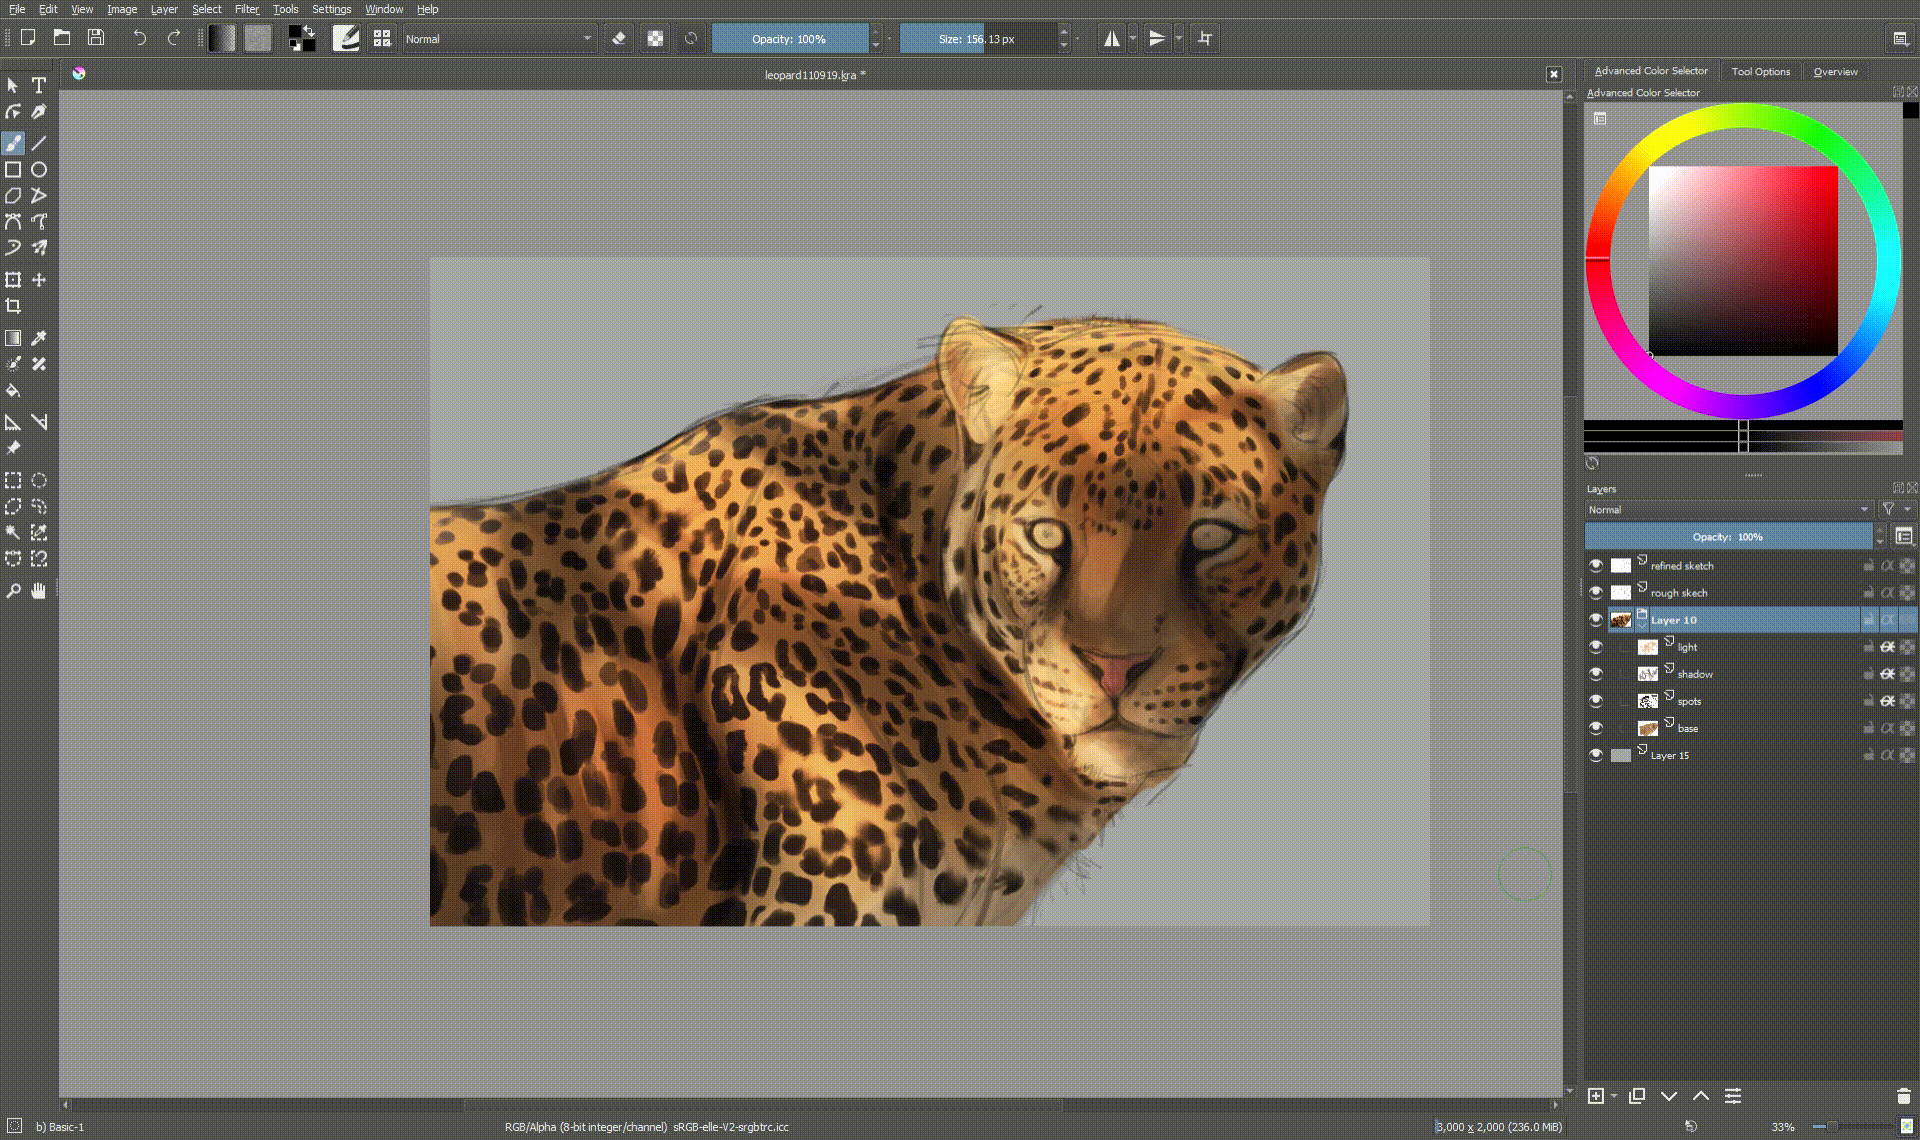 File Edit View Image Layer Select Filter Tools Settings Window Help
Normal Opacity: 100% Size: 156.13 px
leopard110919.kra *
Advanced Color Selector Tool Options Overview
Advanced Color Selector
Layers
Normal
Opacity: 100%
refined sketch
rough skech
Layer 10
light
shadow
spots
base
Layer 15
b) Basic-1 RGB/Alpha (8-bit integer/channel) sRGB-elle-V2-srgbtrc.icc 3,000 x 2,000 (236.0 MiB) 33%